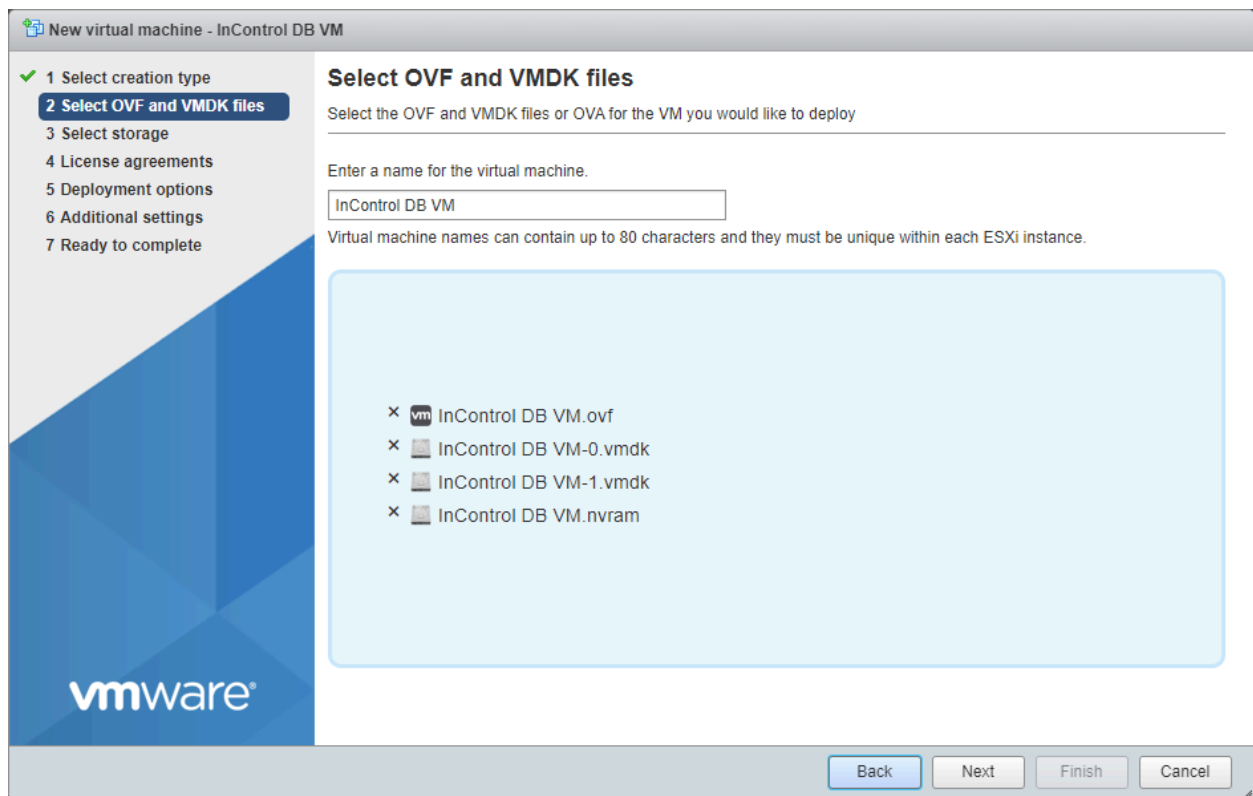 New virtual machine - InControl DB VM
1 Select creation type
2 Select OVF and VMDK files
3 Select storage
4 License agreements
5 Deployment options
6 Additional settings
7 Ready to complete
vmware®
Select OVF and VMDK files
Select the OVF and VMDK files or OVA for the VM you would like to deploy
Enter a name for the virtual machine.
InControl DB VM
Virtual machine names can contain up to 80 characters and they must be unique within each ESXi instance.
× vm InControl DB VM.ovf
× InControl DB VM-0.vmdk
× InControl DB VM-1.vmdk
× InControl DB VM.nvram
Back Next Finish Cancel